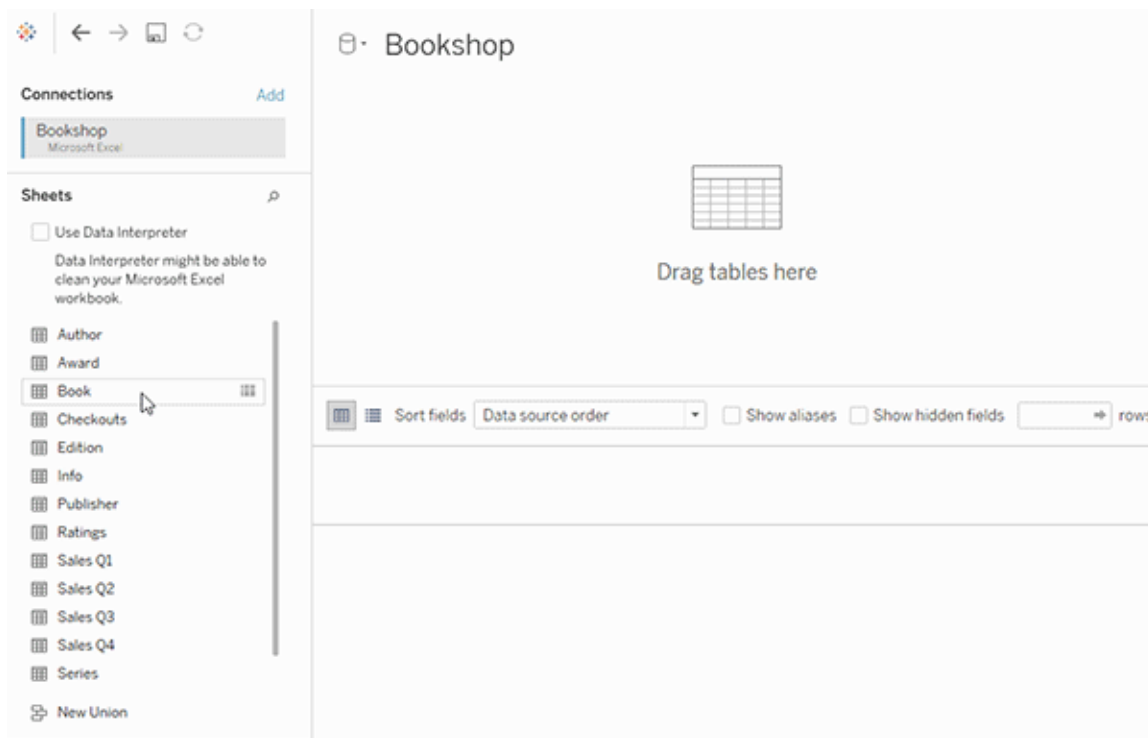 Bookshop
Connections Add
Bookshop
Microsoft Excel
Sheets
Use Data Interpreter
Data Interpreter might be able to
clean your Microsoft Excel
workbook.
Author
Award
Book
Checkouts
Edition
Info
Publisher
Ratings
Sales Q1
Sales Q2
Sales Q3
Sales Q4
Series
New Union
Drag tables here
Sort fields Data source order Show aliases Show hidden fields rows